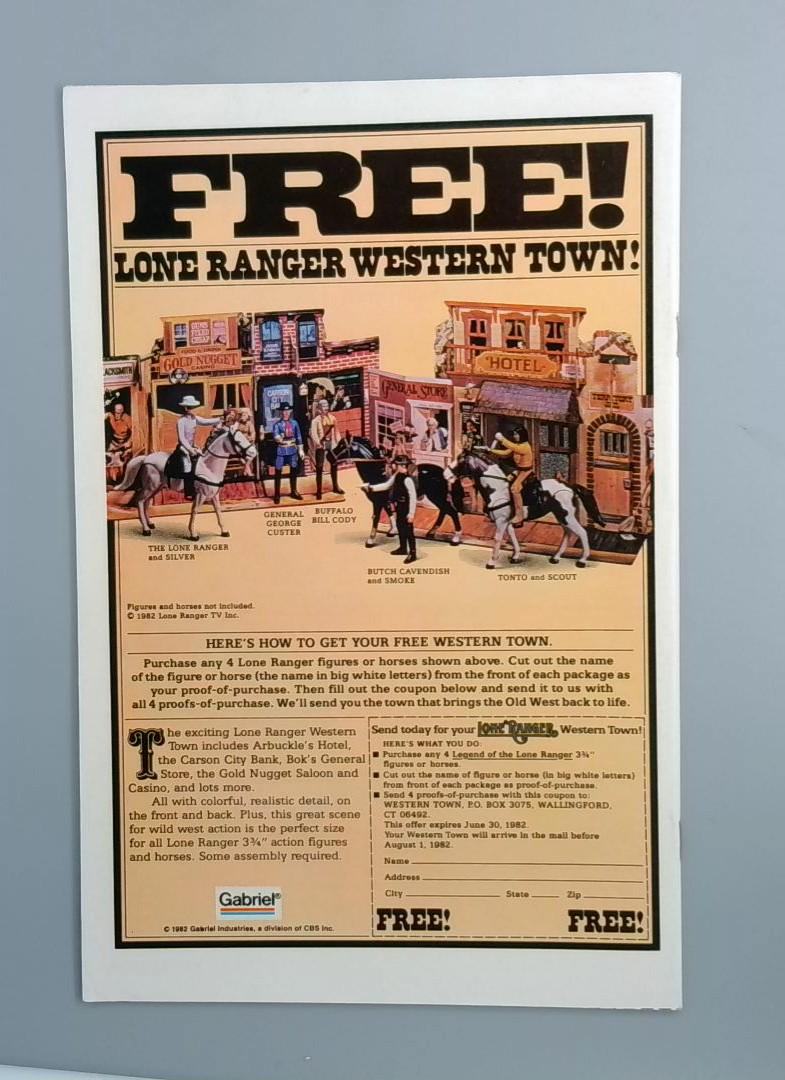 FREE!
LONE RANGER WESTERN TOWN!
GUNS
FIXED
CHEAP
GOLD NUGGET
CASINO
ACKSMITH
CARSON
CITY
GENERAL STORE
HOTEL
THE LONE RANGER
and SILVER
GENERAL
GEORGE
CUSTER
BUFFALO
BILL CODY
BUTCH CAVENDISH
and SMOKE
TONTO and SCOUT
Figures and horses not included.
© 1982 Lone Ranger TV Inc.
HERE'S HOW TO GET YOUR FREE WESTERN TOWN.
Purchase any 4 Lone Ranger figures or horses shown above. Cut out the name
of the figure or horse (the name in big white letters) from the front of each package as
your proof-of-purchase. Then fill out the coupon below and send it to us with
all 4 proofs-of-purchase. We'll send you the town that brings the Old West back to life.
The exciting Lone Ranger Western
Town includes Arbuckle's Hotel,
the Carson City Bank, Bok's General
Store, the Gold Nugget Saloon and
Casino, and lots more.
All with colorful, realistic detail, on
the front and back. Plus, this great scene
for wild west action is the perfect size
for all Lone Ranger 3¾" action figures
and horses. Some assembly required.
Gabriel®
© 1982 Gabriel Industries, a division of CBS Inc.
Send today for your LONE RANGER Western Town!
HERE'S WHAT YOU DO:
■ Purchase any 4 Legend of the Lone Ranger 3¾"
figures or horses.
■ Cut out the name of figure or horse (in big white letters)
from front of each package as proof-of-purchase.
■ Send 4 proofs-of-purchase with this coupon to:
WESTERN TOWN, P.O. BOX 3075, WALLINGFORD,
CT 06492.
This offer expires June 30, 1982.
Your Western Town will arrive in the mail before
August 1, 1982.
Name
Address
City State Zip
FREE! FREE!